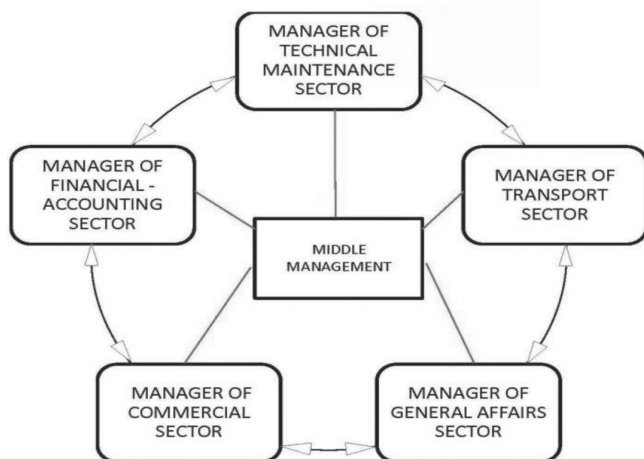 MANAGER OF
TECHNICAL
MAINTENANCE
SECTOR
MANAGER OF
FINANCIAL -
ACCOUNTING
SECTOR
MANAGER OF
TRANSPORT
SECTOR
MIDDLE
MANAGEMENT
MANAGER OF
COMMERCIAL
SECTOR
MANAGER OF
GENERAL AFFAIRS
SECTOR